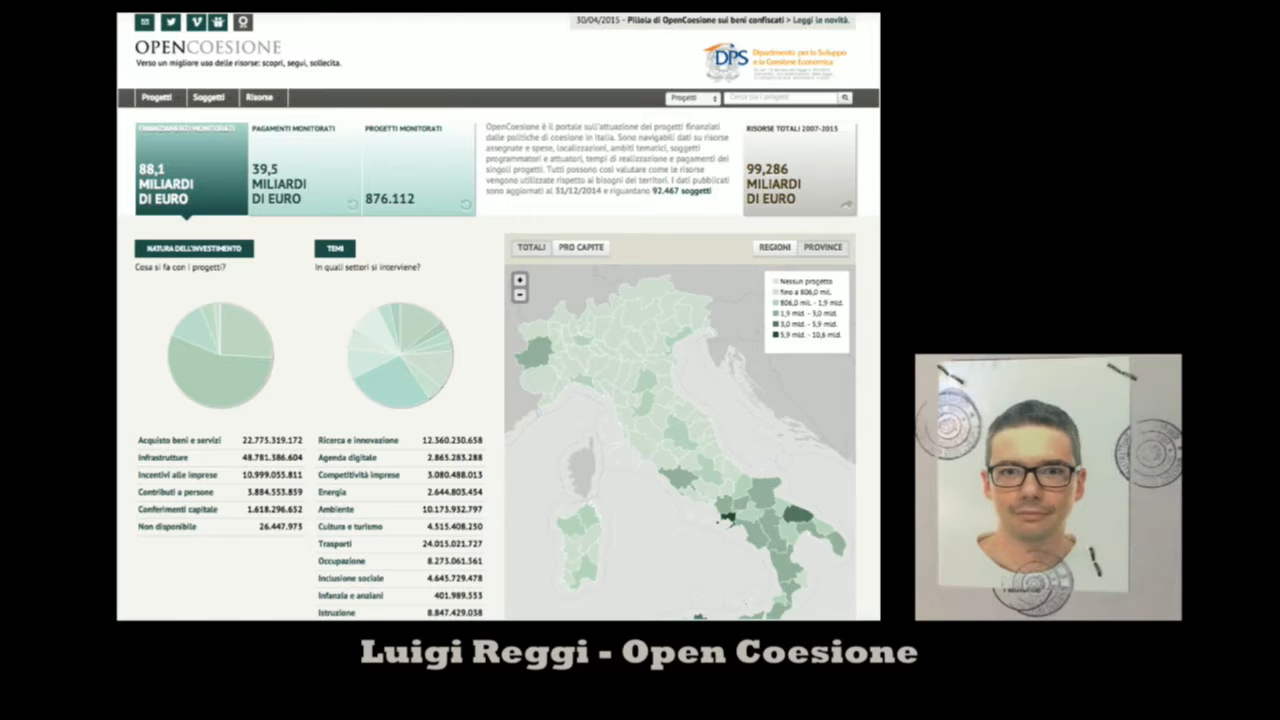 30/04/2015 - Pillola di OpenCoesione sui beni confiscati > Leggi le novità.
OPENCOESIONE
Verso un migliore uso delle risorse: scopri, segui, sollecita.
DPS
Dipartimento per lo Sviluppo
e la Coesione Economica
Progetti
Soggetti
Risorse
Progetti
Cerca tra i progetti
FINANZIAMENTI MONITORATI
88,1
MILIARDI
DI EURO
PAGAMENTI MONITORATI
39,5
MILIARDI
DI EURO
PROGETTI MONITORATI
876.112
OpenCoesione è il portale sull'attuazione dei progetti finanziati
dalle politiche di coesione in Italia. Sono navigabili dati su risorse
assegnate e spese, localizzazioni, ambiti tematici, soggetti
programmatori e attuatori, tempi di realizzazione e pagamenti dei
singoli progetti. Tutti possono così valutare come le risorse
vengono utilizzate rispetto ai bisogni dei territori. I dati pubblicati
sono aggiornati al 31/12/2014 e riguardano 92.467 soggetti
RISORSE TOTALI 2007-2015
99,286
MILIARDI
DI EURO
NATURA DELL'INVESTIMENTO
Cosa si fa con i progetti?
TEMI
In quali settori si interviene?
TOTALI
PRO CAPITE
REGIONI
PROVINCE
+
-
Nessun progetto
fino a 806,0 mil.
806,0 mil. - 1,9 mld.
1,9 mld. - 3,0 mld.
3,0 mld. - 5,9 mld.
5,9 mld. - 10,6 mld.
Acquisto beni e servizi 22.775.319.172
Infrastrutture 48.781.386.604
Incentivi alle imprese 10.999.055.811
Contributi a persone 3.884.553.859
Conferimenti capitale 1.618.296.652
Non disponibile 26.447.973
Ricerca e innovazione 12.360.230.658
Agenda digitale 2.865.283.288
Competitività imprese 3.080.488.013
Energia 2.644.803.454
Ambiente 10.173.932.797
Cultura e turismo 4.515.408.250
Trasporti 24.015.021.727
Occupazione 8.273.061.561
Inclusione sociale 4.645.729.478
Infanzia e anziani 401.989.553
Istruzione 8.847.429.038
Luigi Reggi - Open Coesione